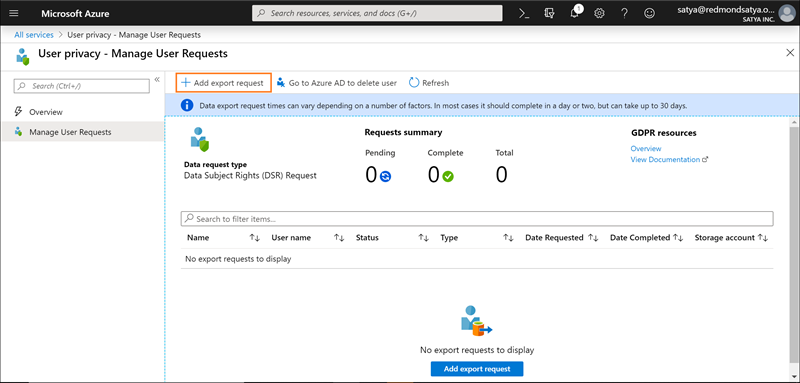 Microsoft Azure
Search resources, services, and docs (G+/)
1
satya@redmondsatya.o...
SATYA INC.
All services > User privacy - Manage User Requests
User privacy - Manage User Requests
Search (Ctrl+/)
Overview
Manage User Requests
Add export request
Go to Azure AD to delete user
Refresh
Data export request times can vary depending on a number of factors. In most cases it should complete in a day or two, but can take up to 30 days.
Data request type
Data Subject Rights (DSR) Request
Requests summary
Pending Complete Total
0 0 0
GDPR resources
Overview
View Documentation
Search to filter items...
Name User name Status Type Date Requested Date Completed Storage account
No export requests to display
No export requests to display
Add export request